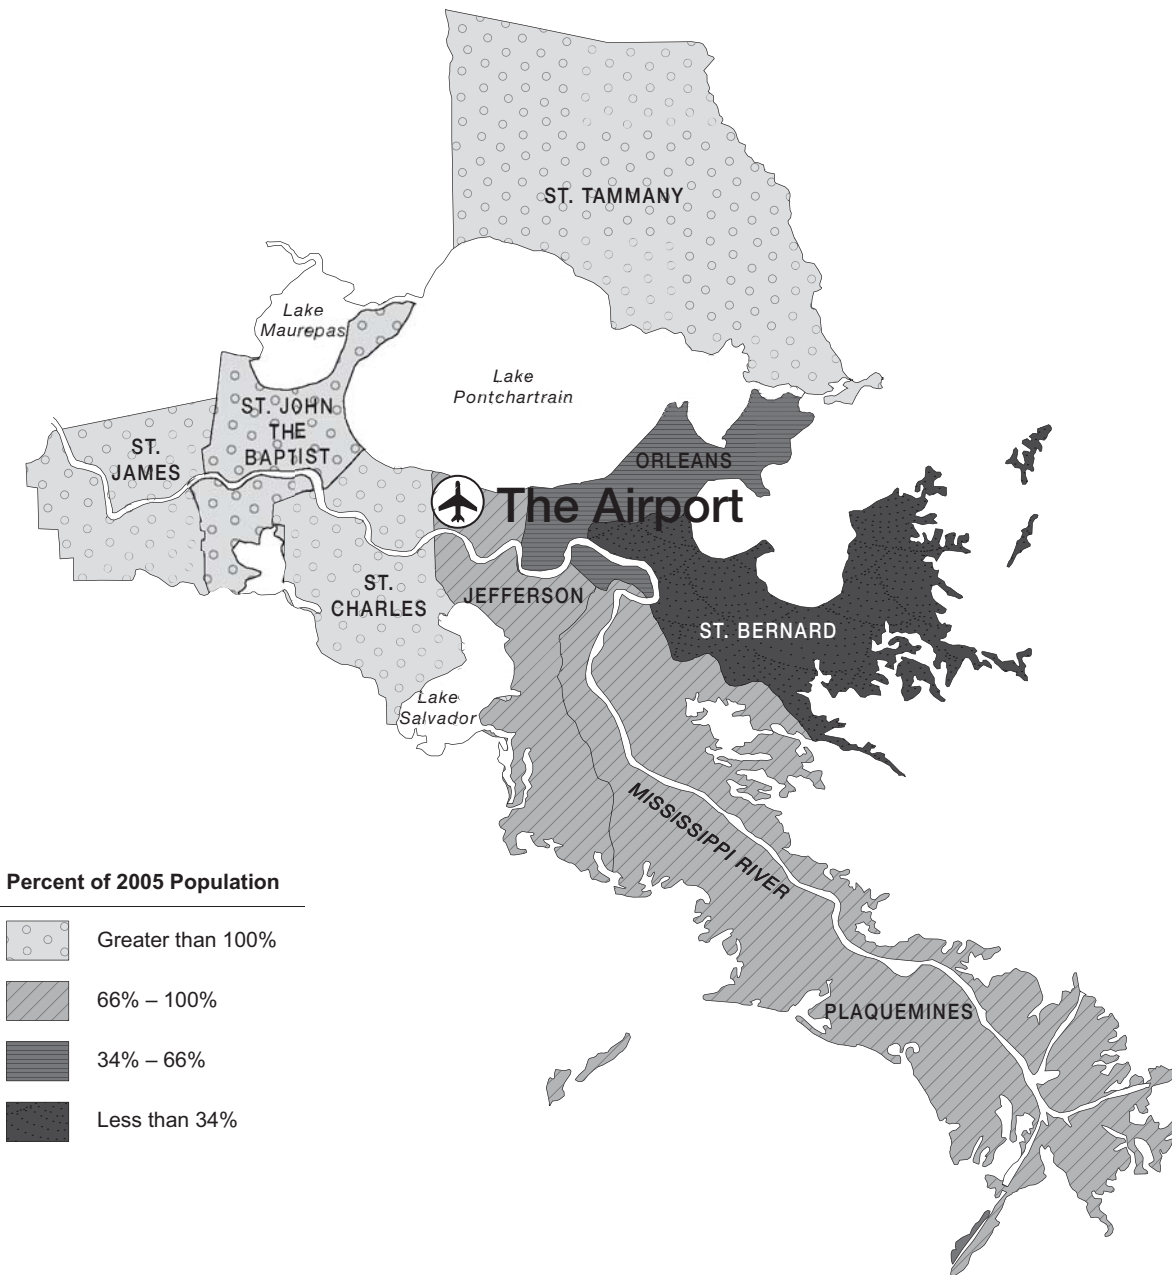 ST. TAMMANY
Lake
Maurepas
Lake
Pontchartrain
ST. JOHN
THE
BAPTIST
ST.
JAMES
ORLEANS
The Airport
ST.
CHARLES
JEFFERSON
ST. BERNARD
Lake
Salvador
MISSISSIPPI RIVER
Percent of 2005 Population
Greater than 100%
66% – 100%
34% – 66%
Less than 34%
PLAQUEMINES